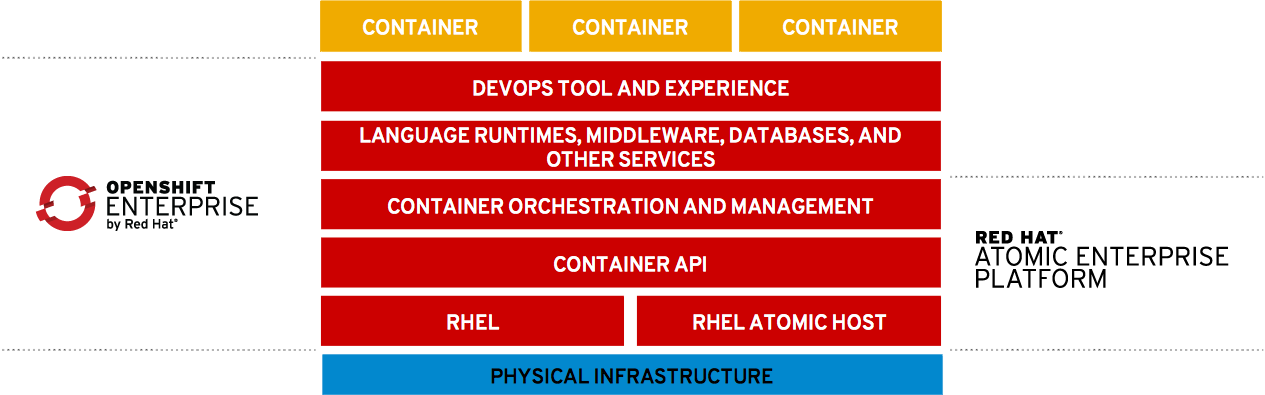 CONTAINER
CONTAINER
CONTAINER
DEVOPS TOOL AND EXPERIENCE
LANGUAGE RUNTIMES, MIDDLEWARE, DATABASES, AND
OTHER SERVICES
OPENSHIFT
ENTERPRISE
by Red Hat®
CONTAINER ORCHESTRATION AND MANAGEMENT
CONTAINER API
RED HAT®
ATOMIC ENTERPRISE
PLATFORM
RHEL
RHEL ATOMIC HOST
PHYSICAL INFRASTRUCTURE